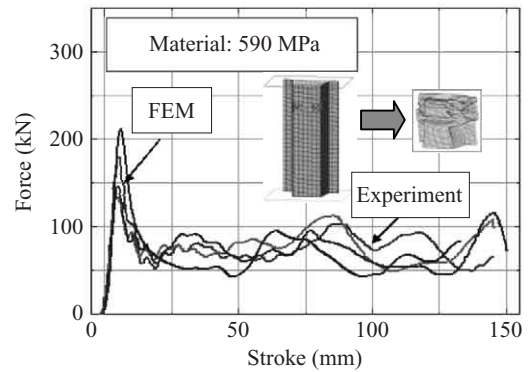 Material: 590 MPa
FEM
Experiment
Force (kN)
300
200
100
0
0
50
100
150
Stroke (mm)